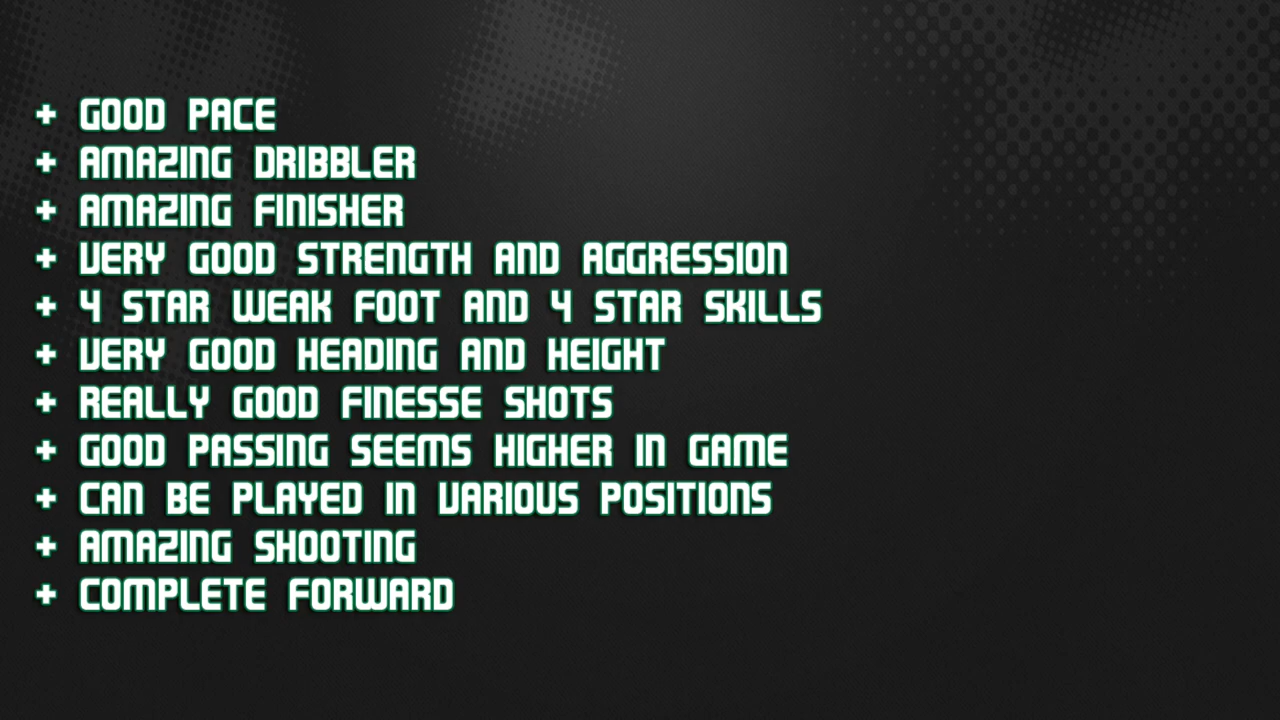 + GOOD PACE
+ AMAZING DRIBBLER
+ AMAZING FINISHER
+ VERY GOOD STRENGTH AND AGGRESSION
+ 4 STAR WEAK FOOT AND 4 STAR SKILLS
+ VERY GOOD HEADING AND HEIGHT
+ REALLY GOOD FINESSE SHOTS
+ GOOD PASSING SEEMS HIGHER IN GAME
+ CAN BE PLAYED IN VARIOUS POSITIONS
+ AMAZING SHOOTING
+ COMPLETE FORWARD